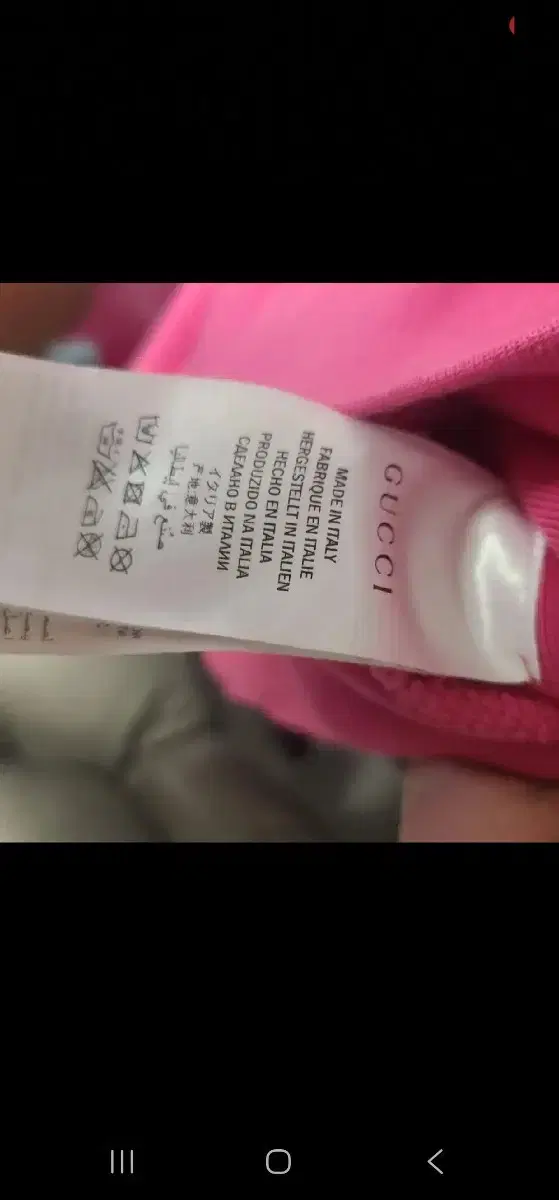 GUCCI
MADE IN ITALY
FABRIQUE EN ITALIE
HERGESTELLT IN ITALIEN
HECHO EN ITALIA
PRODUZIDO NA ITALIA
СДЕЛАНО В ИТАЛИИ
イタリア製
产地意大利
صنع في إيطاليا